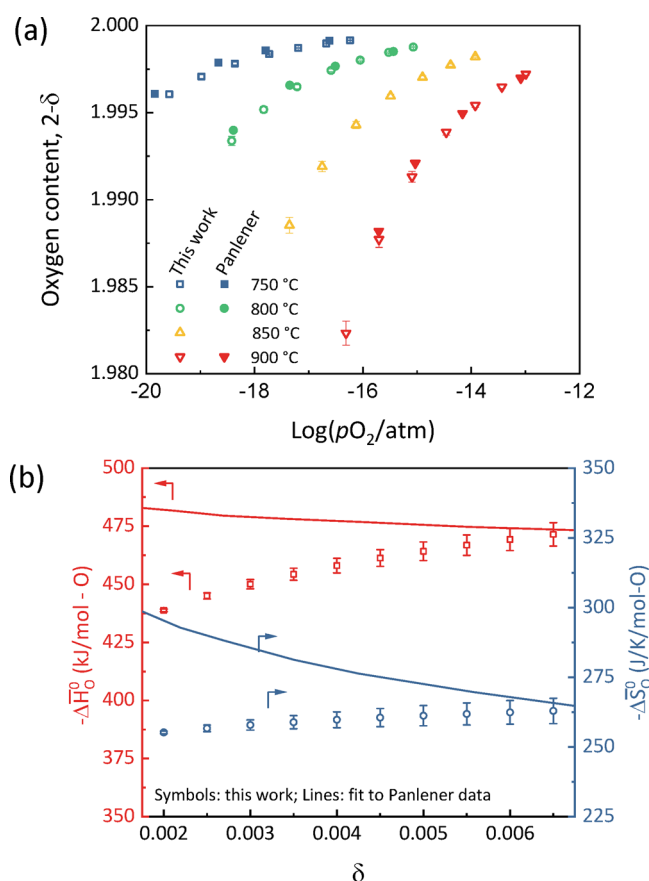 (a)
Oxygen content, 2-δ
2.000
1.995
1.990
1.985
1.980
This work
Panlener
750 °C
800 °C
850 °C
900 °C
-20 -18 -16 -14 -12
Log(pO₂/atm)
(b)
-ΔH̅⁰_O (kJ/mol - O)
500
475
450
425
400
375
350
-ΔS̅⁰_O (J/K/mol-O)
350
325
300
275
250
225
Symbols: this work; Lines: fit to Panlener data
0.002 0.003 0.004 0.005 0.006
δ